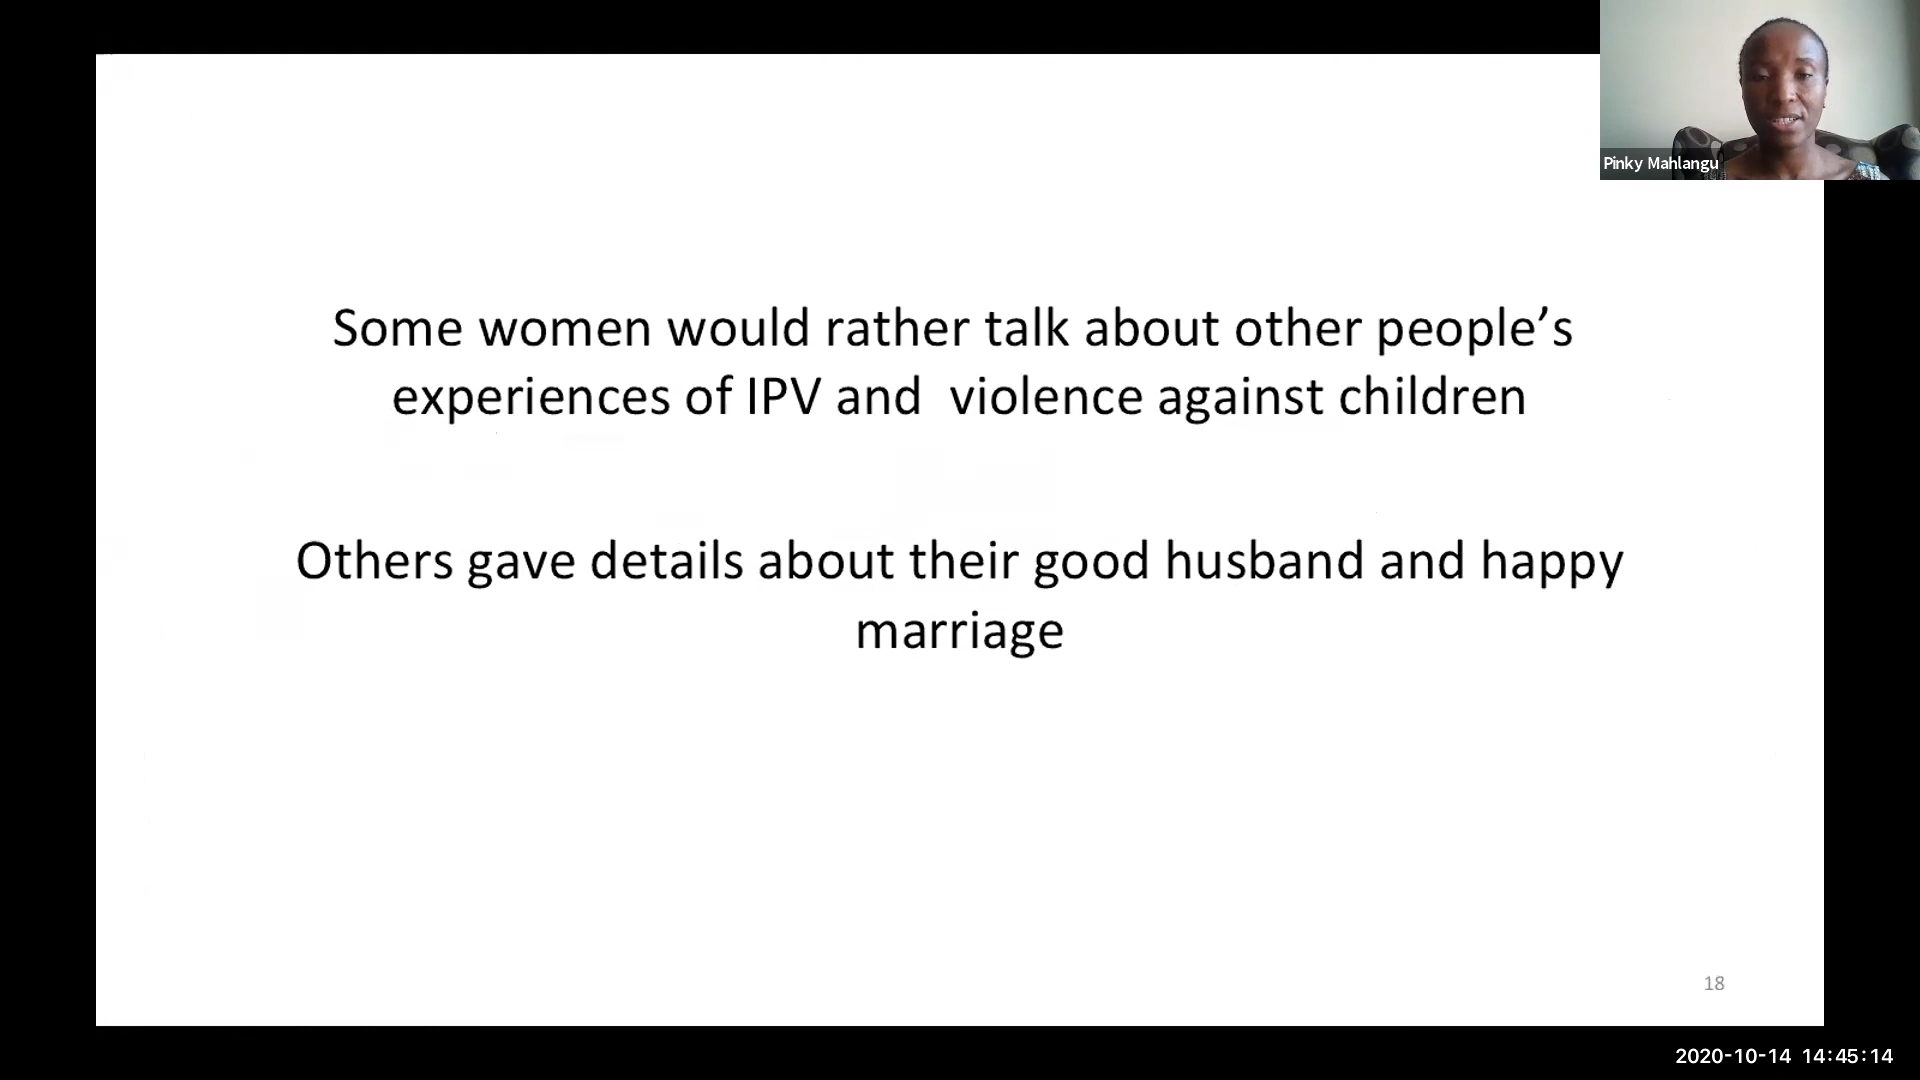 Pinky Mahlangu
Some women would rather talk about other people’s
experiences of IPV and  violence against children
Others gave details about their good husband and happy
marriage
18
2020-10-14 14:45:14